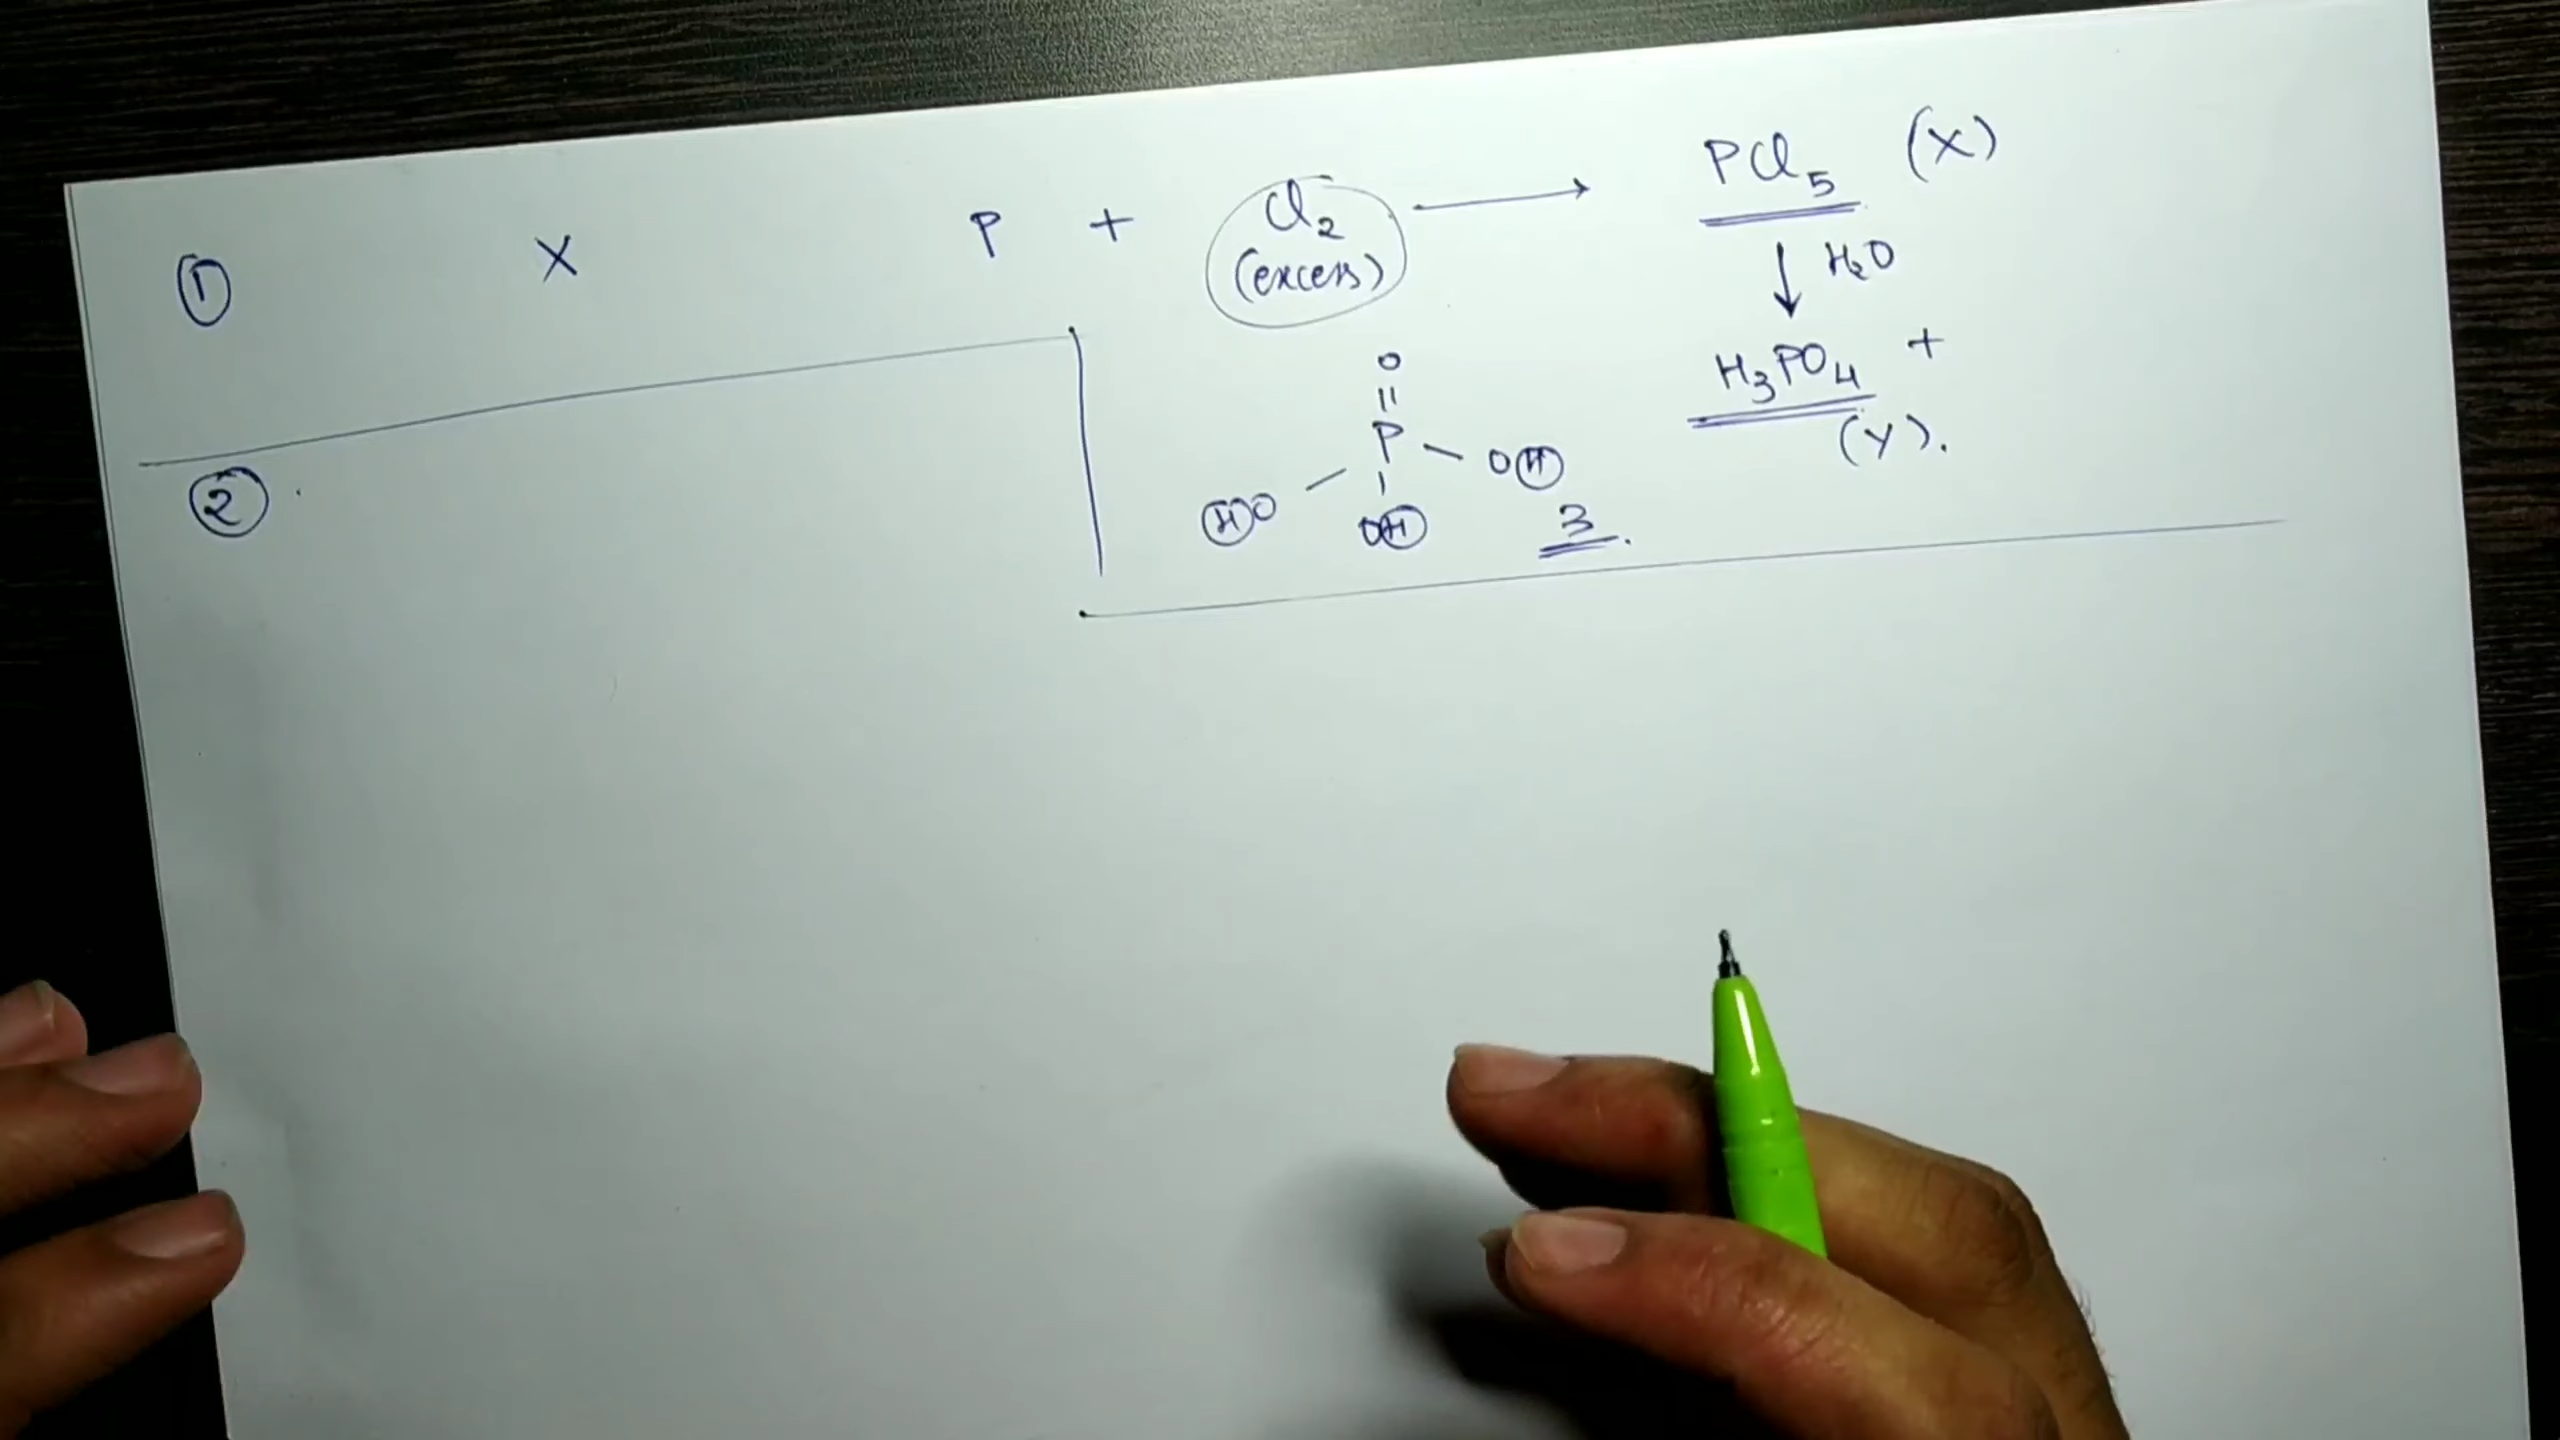 ① X P + Cl₂ ⟶ PCl₅ (X)
(excess)
↓ H₂O
H₃PO₄ +
(Y).
O
||
P
HO OH
OH 3.
②